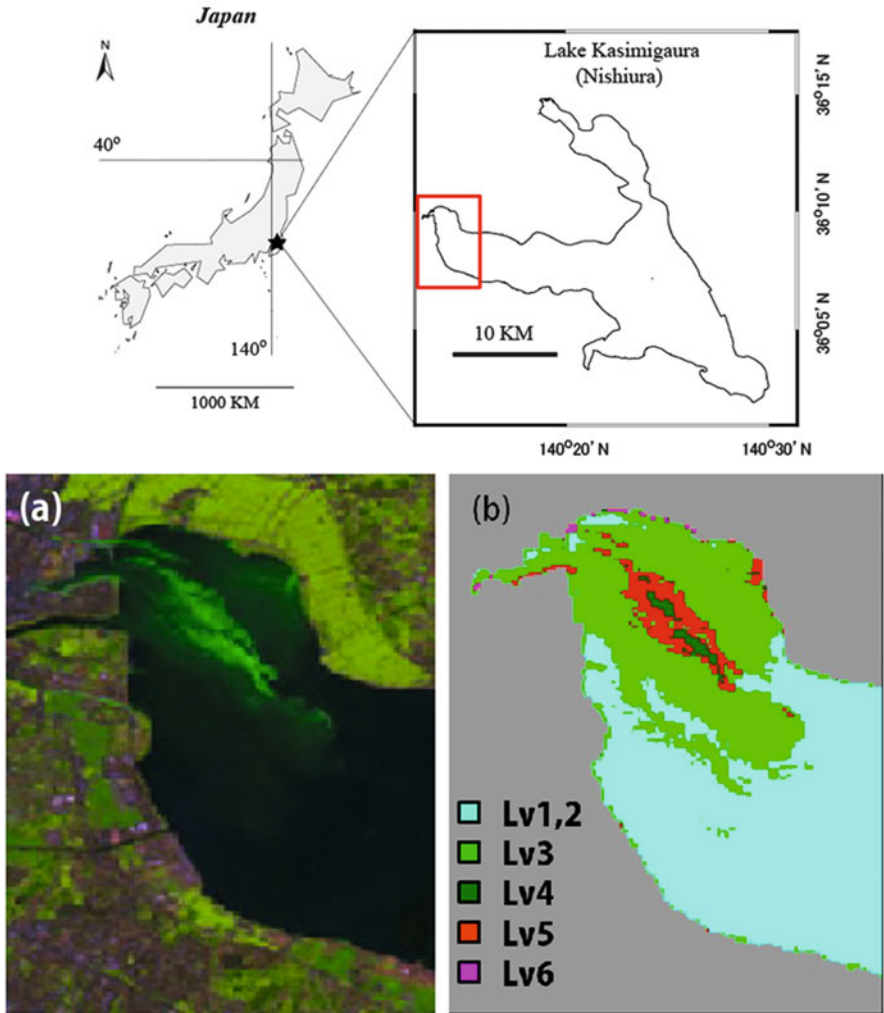 Japan
N
40°
140°
1000 KM
Lake Kasimigaura
(Nishiura)
10 KM
36°15' N
36°10' N
36°05' N
140°20' N
140°30' N
(a)
(b)
Lv1,2
Lv3
Lv4
Lv5
Lv6